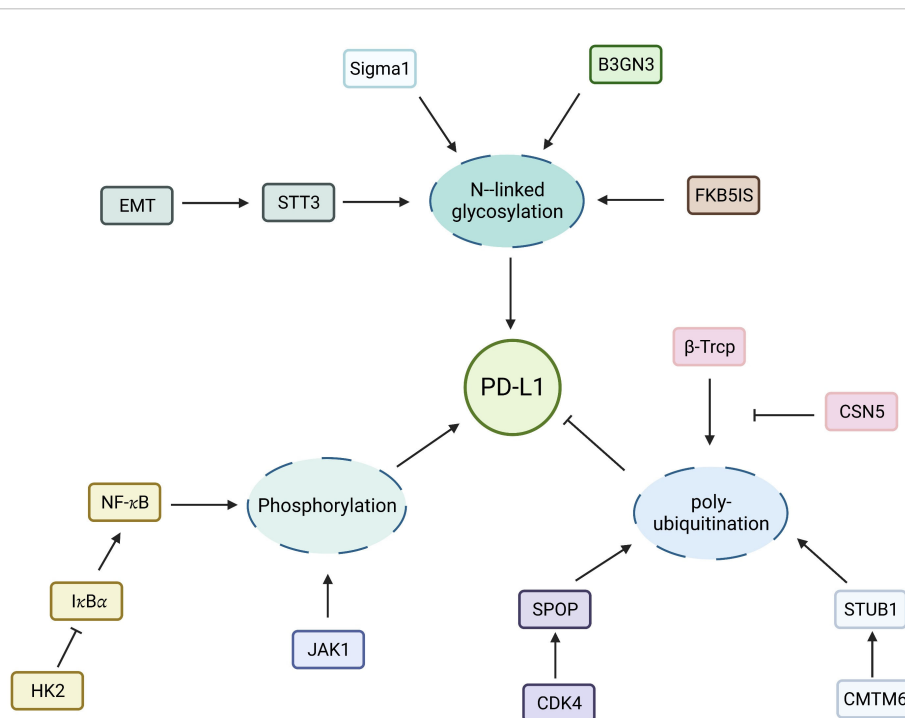 Sigma1
B3GN3
EMT
STT3
N--linked
glycosylation
FKB5IS
β-Trcp
PD-L1
CSN5
NF-κB
Phosphorylation
poly-
ubiquitination
IκBα
SPOP
STUB1
JAK1
HK2
CDK4
CMTM6